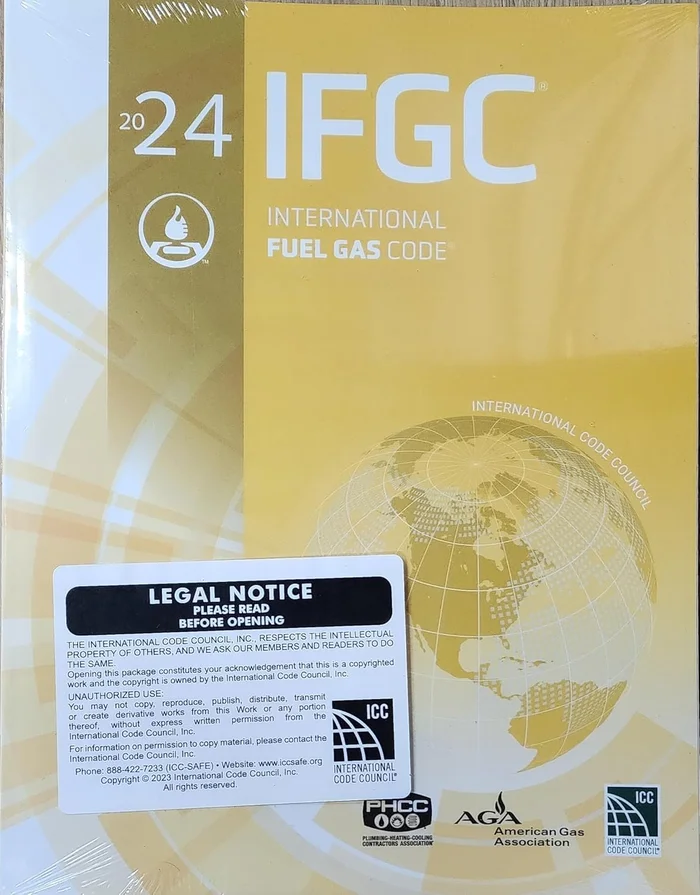 2024
IFGC®
INTERNATIONAL
FUEL GAS CODE
™
INTERNATIONAL CODE COUNCIL
LEGAL NOTICE
PLEASE READ
BEFORE OPENING
THE INTERNATIONAL CODE COUNCIL, INC., RESPECTS THE INTELLECTUAL
PROPERTY OF OTHERS, AND WE ASK OUR MEMBERS AND READERS TO DO
THE SAME.
Opening this package constitutes your acknowledgement that this is a copyrighted
work and the copyright is owned by the International Code Council, Inc.
UNAUTHORIZED USE:
You may not copy, reproduce, publish, distribute, transmit
or create derivative works from this Work or any portion
thereof, without express written permission from the
International Code Council, Inc.
For information on permission to copy material, please contact the
International Code Council, Inc.
Phone: 888-422-7233 (ICC-SAFE) • Website: www.iccsafe.org
Copyright © 2023 International Code Council, Inc.
All rights reserved.
ICC
INTERNATIONAL
CODE COUNCIL®
PHCC
PLUMBING-HEATING-COOLING
CONTRACTORS ASSOCIATION
AGA
American Gas
Association
ICC
INTERNATIONAL
CODE COUNCIL®